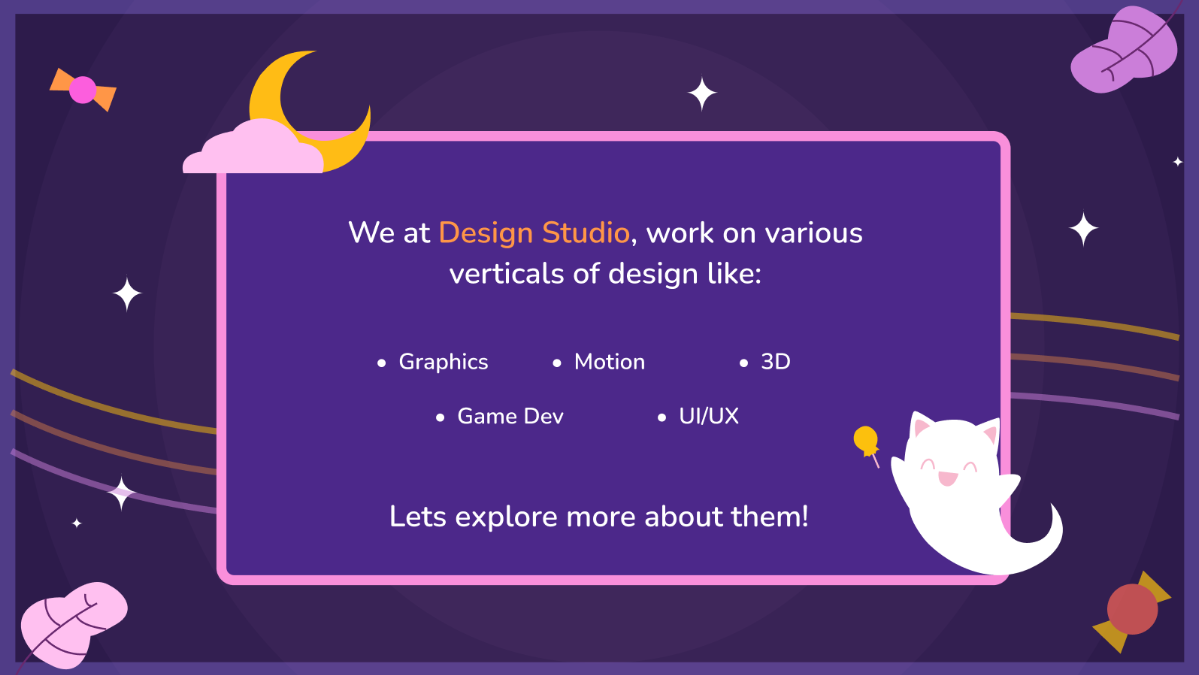 We at Design Studio, work on various
verticals of design like:
• Graphics • Motion • 3D
• Game Dev • UI/UX
Lets explore more about them!